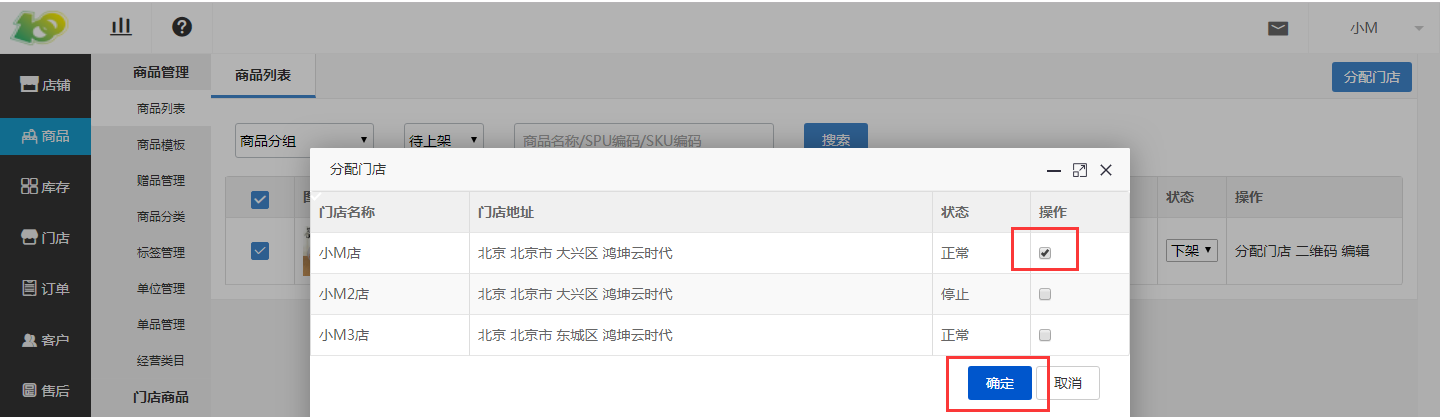 小M
店铺
商品
库存
门店
订单
客户
售后
商品管理
商品列表
商品模板
赠品管理
商品分类
标签管理
单位管理
单品管理
经营类目
门店商品
商品列表
分配门店
商品分组 待上架 商品名称/SPU编码/SKU编码 搜索
状态 操作
下架 分配门店 二维码 编辑
分配门店
门店名称 门店地址 状态 操作
小M店 北京 北京市 大兴区 鸿坤云时代 正常
小M2店 北京 北京市 大兴区 鸿坤云时代 停止
小M3店 北京 北京市 东城区 鸿坤云时代 正常
确定 取消